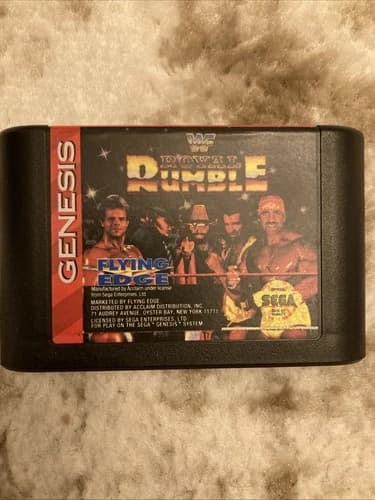 GENESIS
WF
ROYAL
RUMBLE
FLYING
EDGE
Manufactured by Acclaim under license
from Sega Enterprises, Ltd.
MARKETED BY FLYING EDGE
DISTRIBUTED BY ACCLAIM DISTRIBUTION, INC.
71 AUDREY AVENUE, OYSTER BAY, NEW YORK 11771
LICENSED BY SEGA ENTERPRISES, LTD.
FOR PLAY ON THE SEGA™ GENESIS™ SYSTEM
SEGA